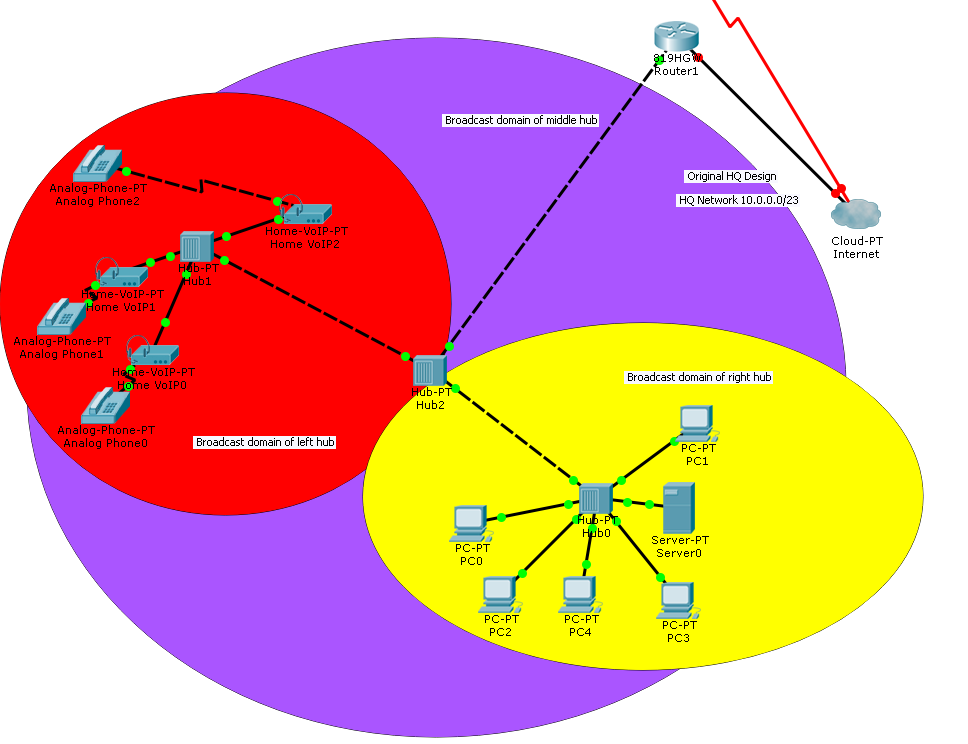 819HGW
Router1
Broadcast domain of middle hub
Original HQ Design
HQ Network 10.0.0.0/23
Cloud-PT
Internet
Analog-Phone-PT
Analog Phone2
Home-VoIP-PT
Home VoIP2
Hub-PT
Hub1
Home-VoIP-PT
Home VoIP1
Analog-Phone-PT
Analog Phone1
Home-VoIP-PT
Home VoIP0
Analog-Phone-PT
Analog Phone0
Broadcast domain of left hub
Hub-PT
Hub2
Broadcast domain of right hub
PC-PT
PC1
Hub-PT
Hub0
Server-PT
Server0
PC-PT
PC0
PC-PT
PC2
PC-PT
PC4
PC-PT
PC3